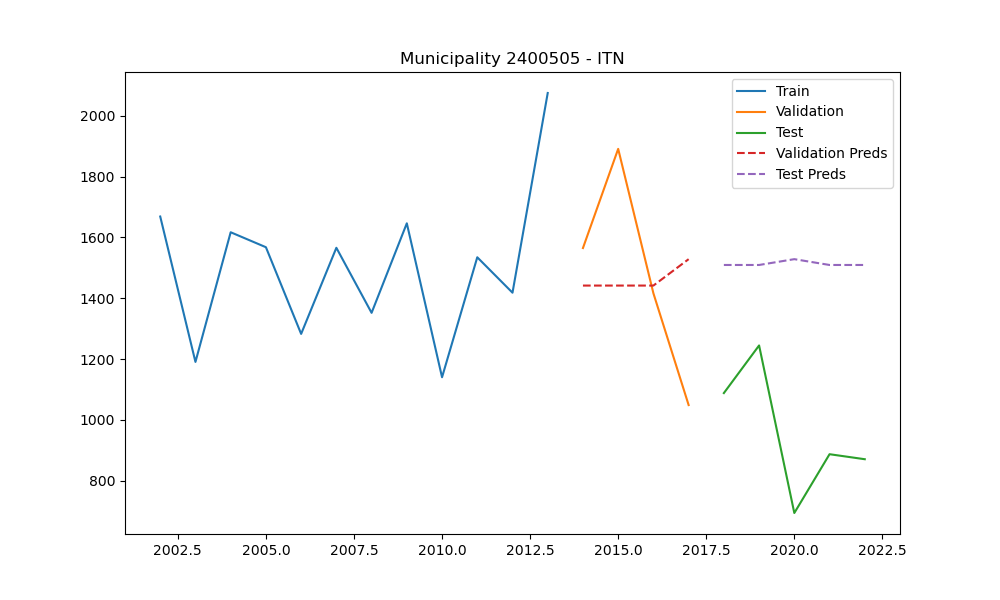 Municipality 2400505 - ITN
Train
Validation
Test
Validation Preds
Test Preds
2000
1800
1600
1400
1200
1000
800
2002.5 2005.0 2007.5 2010.0 2012.5 2015.0 2017.5 2020.0 2022.5